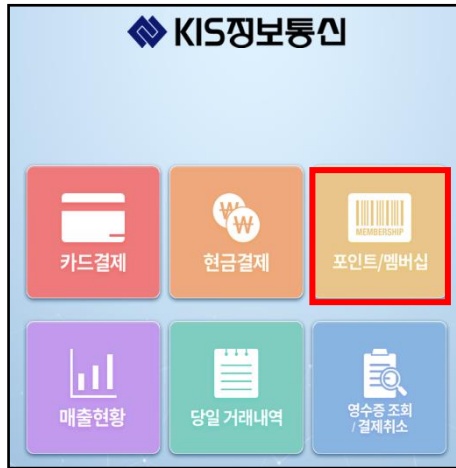 KIS정보통신
MEMBERSHIP
카드결제
현금결제
포인트/멤버십
매출현황
당일 거래내역
영수증 조회
/ 결제취소